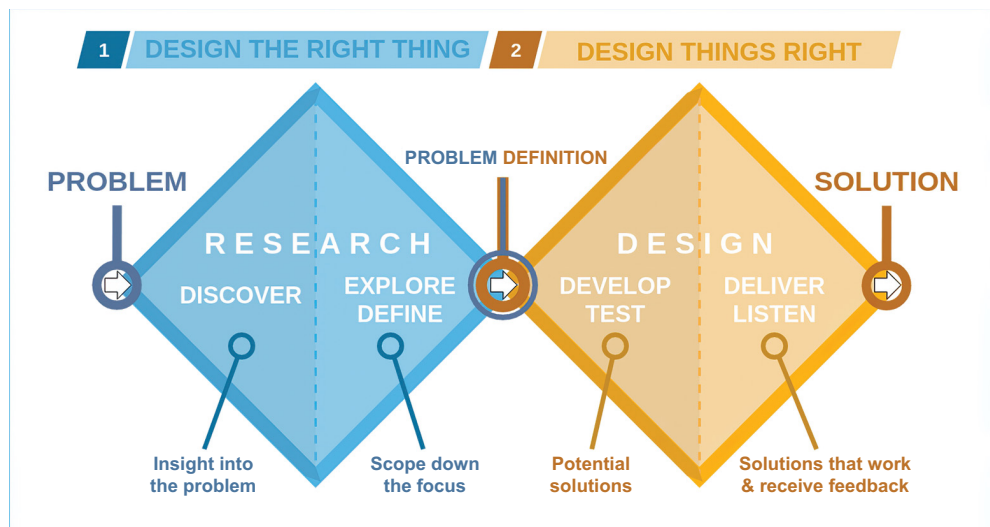 1 DESIGN THE RIGHT THING 2 DESIGN THINGS RIGHT
PROBLEM DEFINITION
PROBLEM
SOLUTION
RESEARCH
DESIGN
DISCOVER
EXPLORE
DEFINE
DEVELOP
TEST
DELIVER
LISTEN
Insight into
the problem
Scope down
the focus
Potential
solutions
Solutions that work
& receive feedback